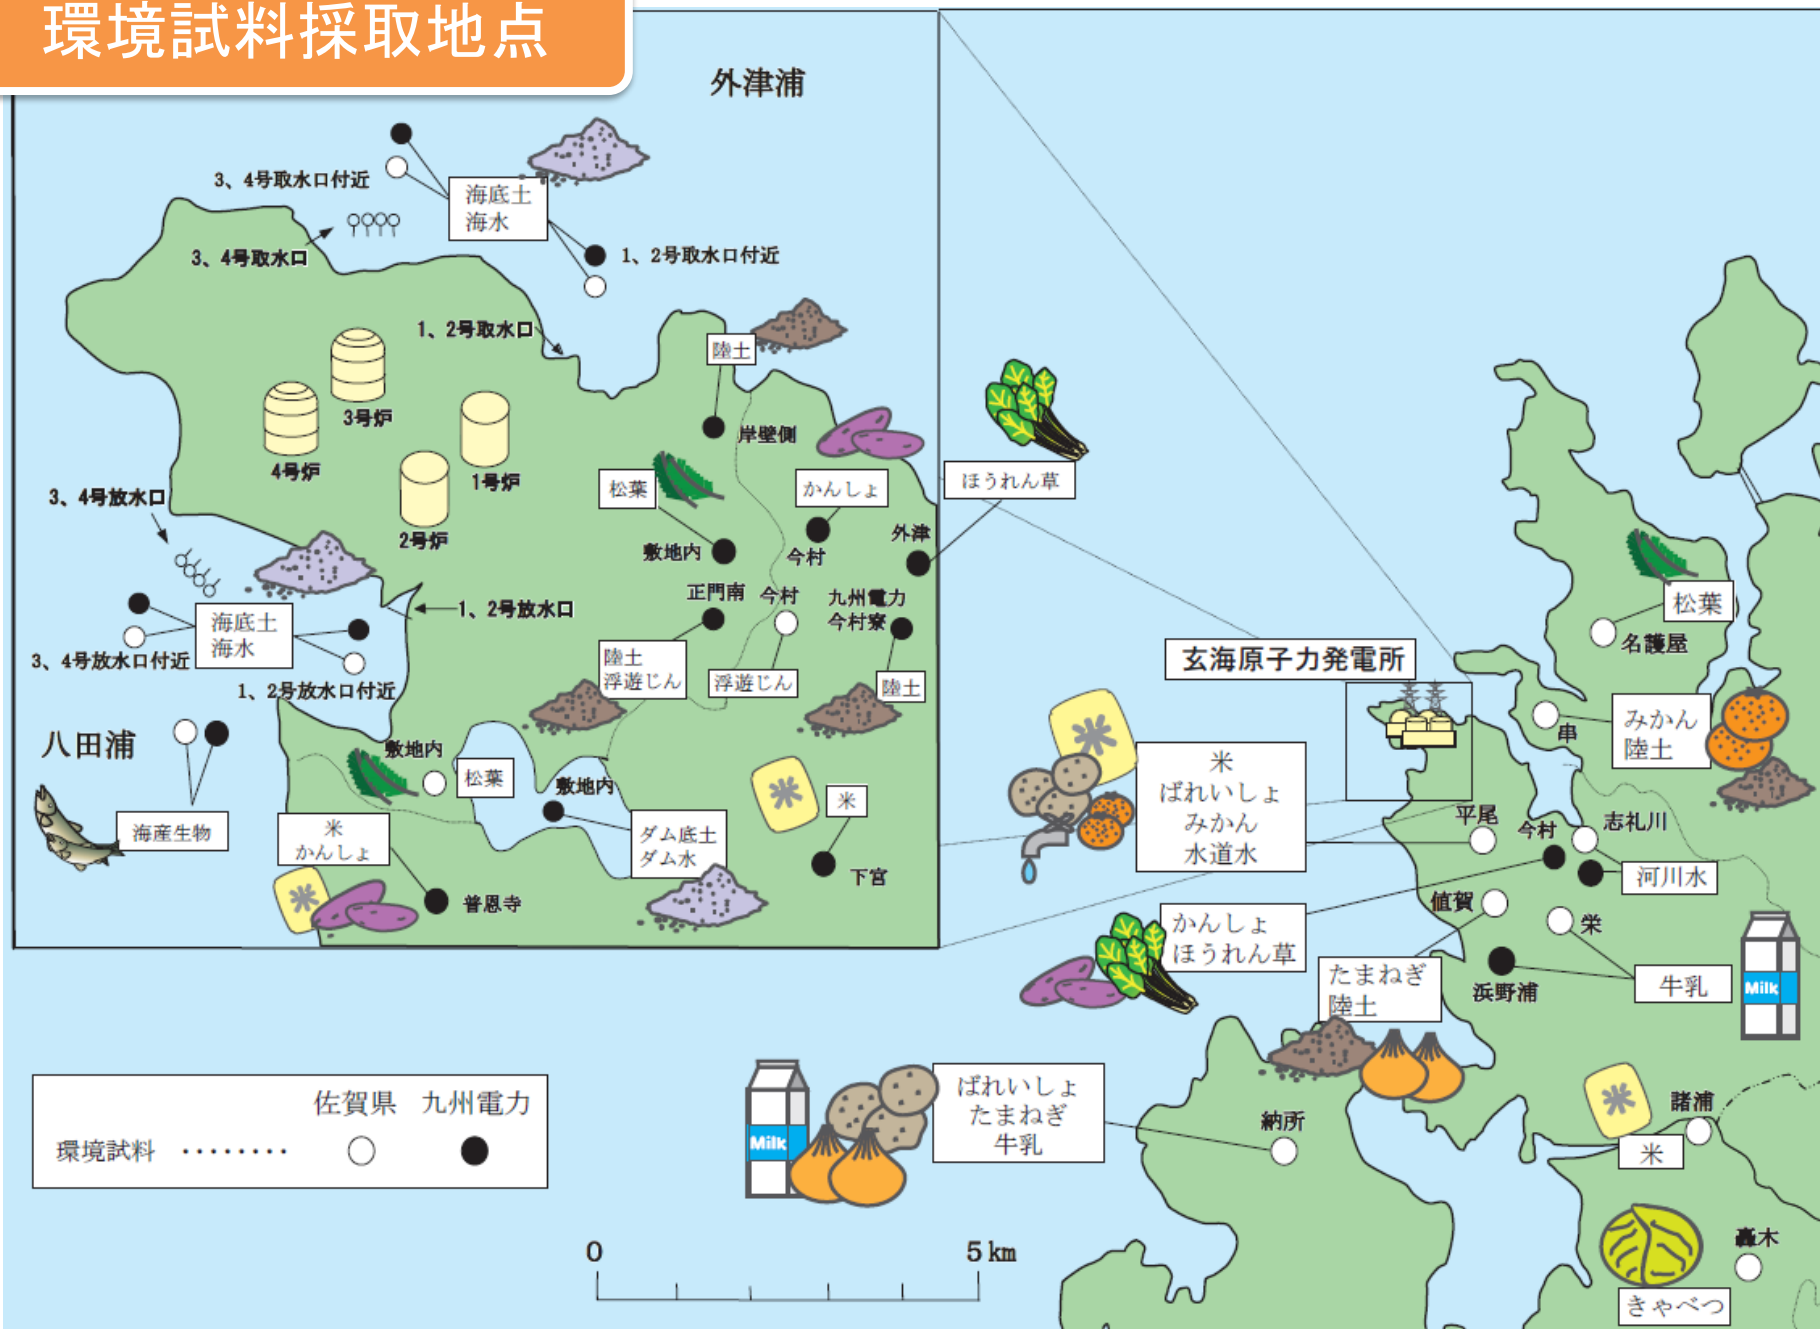 環境試料採取地点
外津浦
3、4号取水口付近
海底土
海水
3、4号取水口
1、2号取水口付近
1、2号取水口
陸土
岸壁側
3号炉
4号炉
1号炉
2号炉
松葉
敷地内
かんしょ
今村
ほうれん草
外津
3、4号放水口
1、2号放水口
海底土
海水
3、4号放水口付近
1、2号放水口付近
正門南
陸土
浮遊じん
今村
浮遊じん
九州電力
今村寮
陸土
八田浦
海産生物
敷地内
松葉
敷地内
ダム底土
ダム水
米
かんしょ
普恩寺
米
下宮
玄海原子力発電所
松葉
名護屋
串
みかん
陸土
米
ばれいしょ
みかん
水道水
平尾
今村
志礼川
河川水
かんしょ
ほうれん草
値賀
栄
たまねぎ
陸土
浜野浦
牛乳
Milk
ばれいしょ
たまねぎ
牛乳
Milk
納所
諸浦
米
轟木
きゃべつ
佐賀県 九州電力
環境試料 ········
0 5km